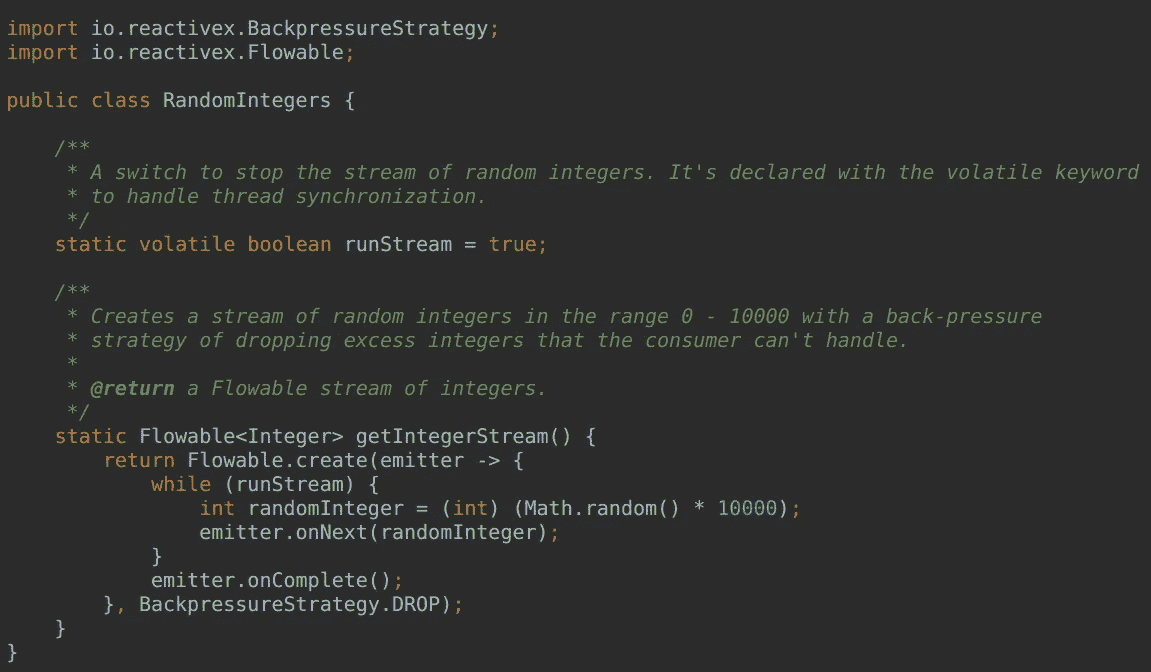 import io.reactivex.BackpressureStrategy;
import io.reactivex.Flowable;

public class RandomIntegers {

    /**
     * A switch to stop the stream of random integers. It's declared with the volatile keyword
     * to handle thread synchronization.
     */
    static volatile boolean runStream = true;

    /**
     * Creates a stream of random integers in the range 0 - 10000 with a back-pressure
     * strategy of dropping excess integers that the consumer can't handle.
     *
     * @return a Flowable stream of integers.
     */
    static Flowable<Integer> getIntegerStream() {
        return Flowable.create(emitter -> {
            while (runStream) {
                int randomInteger = (int) (Math.random() * 10000);
                emitter.onNext(randomInteger);
            }
            emitter.onComplete();
        }, BackpressureStrategy.DROP);
    }
}